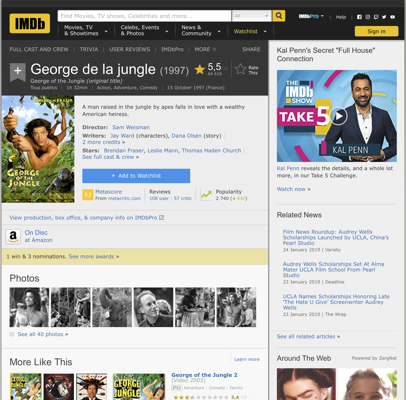 IMDb
Find Movies, TV shows, Celebrities and more...
All
IMDbPro
Help
Movies, TV & Showtimes
Celebs, Events & Photos
News & Community
Watchlist
Sign in
FULL CAST AND CREW | TRIVIA | USER REVIEWS | IMDbPro | MORE
SHARE
George de la jungle (1997)
George of the Jungle (original title)
Tous publics | 1h 32min | Action, Adventure, Comedy | 15 October 1997 (France)
5,5
Rate This
GEORGE OF THE JUNGLE
A man raised in the jungle by apes falls in love with a wealthy American heiress.
Director: Sam Weisman
Writers: Jay Ward (characters), Dana Olsen (story) |
2 more credits »
Stars: Brendan Fraser, Leslie Mann, Thomas Haden Church |
See full cast & crew »
+ Add to Watchlist
Metascore
From metacritic.com
Reviews
108 user | 57 critic
Popularity
2 740
View production, box office, & company info on IMDbPro
a
On Disc
at Amazon
1 win & 3 nominations. See more awards »
Photos
See all 40 photos »
More Like This
Learn more
George of the Jungle 2
(Video 2003)
Adventure | Comedy | Family
3,4
Kal Penn's Secret "Full House"
Connection
THE IMDb SHOW
TAKE 5
KAL PENN
Kal Penn reveals the details, and a whole
lot more, in our Take 5 Challenge.
Watch now »
Related News
Film News Roundup: Audrey Wells
Scholarships Launched by UCLA, China's
Pearl Studio
24 January 2019 | Variety
Audrey Wells Scholarships Set At Alma
Mater UCLA Film School From Pearl
Studio
23 January 2019 | Deadline
UCLA Names Scholarships Honoring Late
'The Hate U Give' Screenwriter Audrey
Wells
23 January 2019 | The Wrap
See all related articles »
Around The Web
Powered by ZergNet